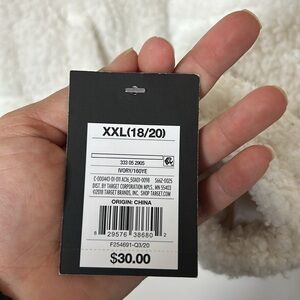 XXL(18/20)
333 05 2905
IVORY/160YE
DIST. BY TARGET CORPORATION MPLS, MN 55403
©2018 TARGET BRANDS, INC. SHOP TARGET.COM
ORIGIN: CHINA
8 29576 38680 2
F254691-Q3/20
$30.00